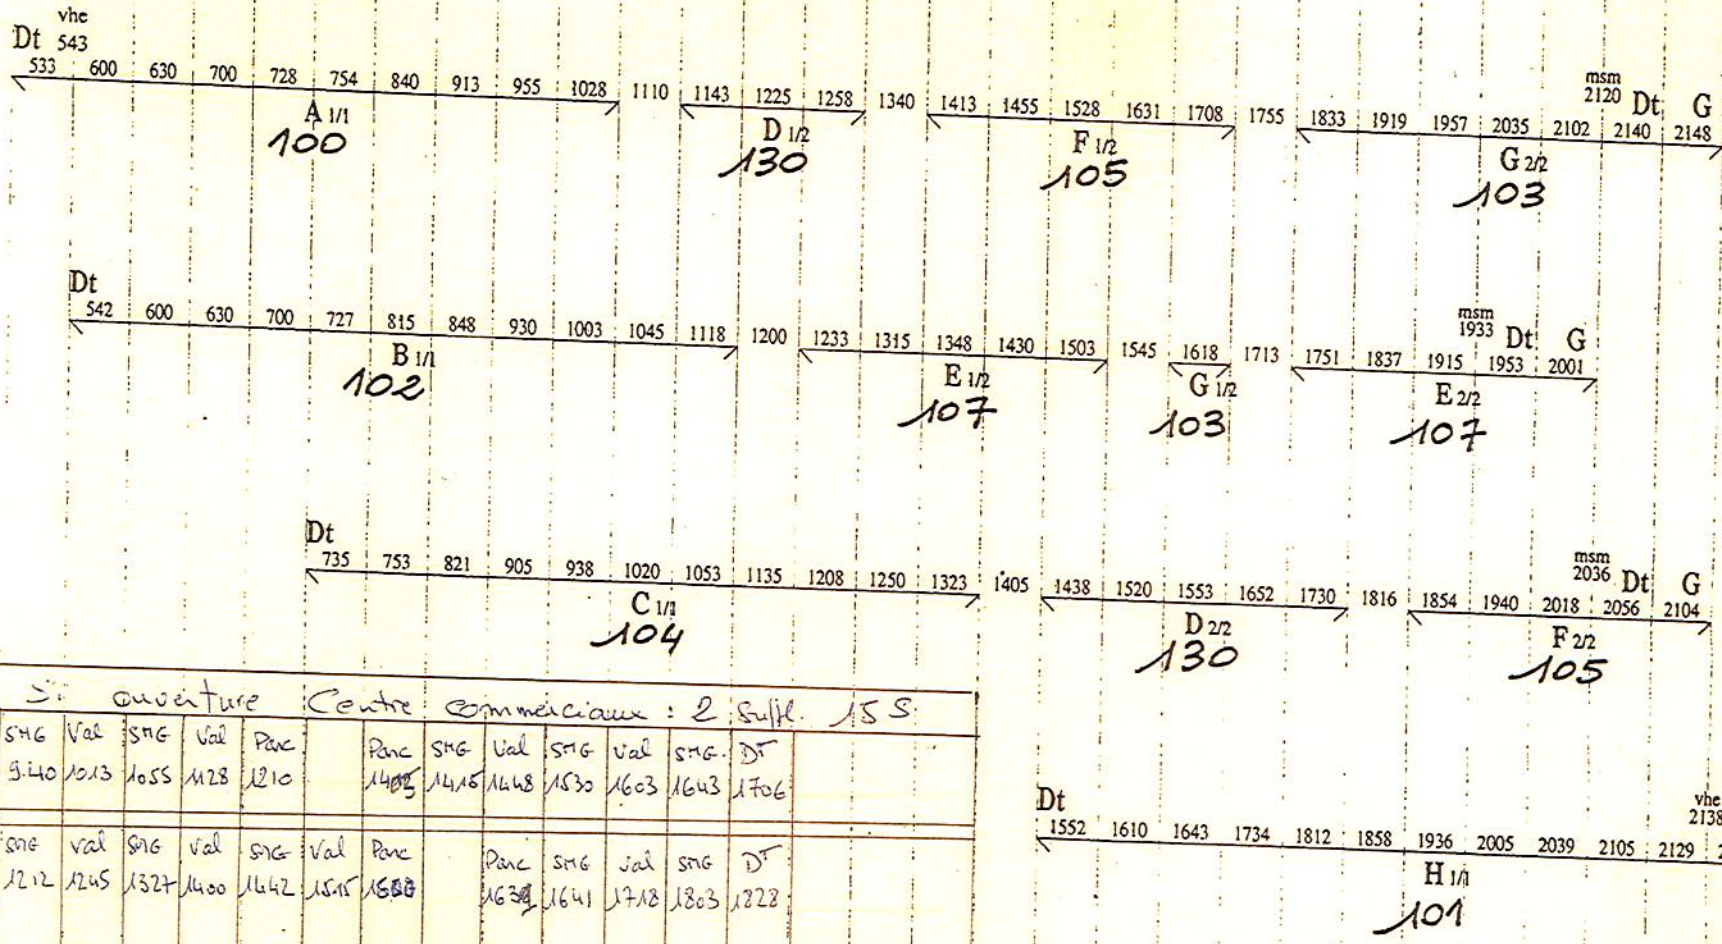 vhe
Dt 543
533 600 630 700 728 754 840 913 955 1028 1110 1143 1225 1258 1340 1413 1455 1528 1631 1708 1755 1833 1919 1957 2035 2102 2140 2148
msm
2120 Dt G
A 1/1 D 1/2 F 1/2 G 2/2
100 130 105 103
Dt
542 600 630 700 727 815 848 930 1003 1045 1118 1200 1233 1315 1348 1430 1503 1545 1618 1713 1751 1837 1915 1953 2001
msm
1933 Dt G
B 1/1 E 1/2 G 1/2 E 2/2
102 107 103 107
Dt
735 753 821 905 938 1020 1053 1135 1208 1250 1323 1405 1438 1520 1553 1652 1730 1816 1854 1940 2018 2056 2104
msm
2036 Dt G
C 1/1 D 2/2 F 2/2
104 130 105
Si ouverture Centre commerciaux : 2 Suppl. 15 S
SMG Val SMG Val Parc Parc SMG Val SMG Val SMG. DT
9.40 1013 1055 1128 1210 1415 1448 1530 1603 1643 1706
SMG Val SMG Val SMG Val Parc Parc SMG Val SMG DT
1212 1245 1327 1400 1442 1515 1641 1718 1803 1828
Dt
1552 1610 1643 1734 1812 1858 1936 2005 2039 2105 2129
vhe
2138
H 1/1
101